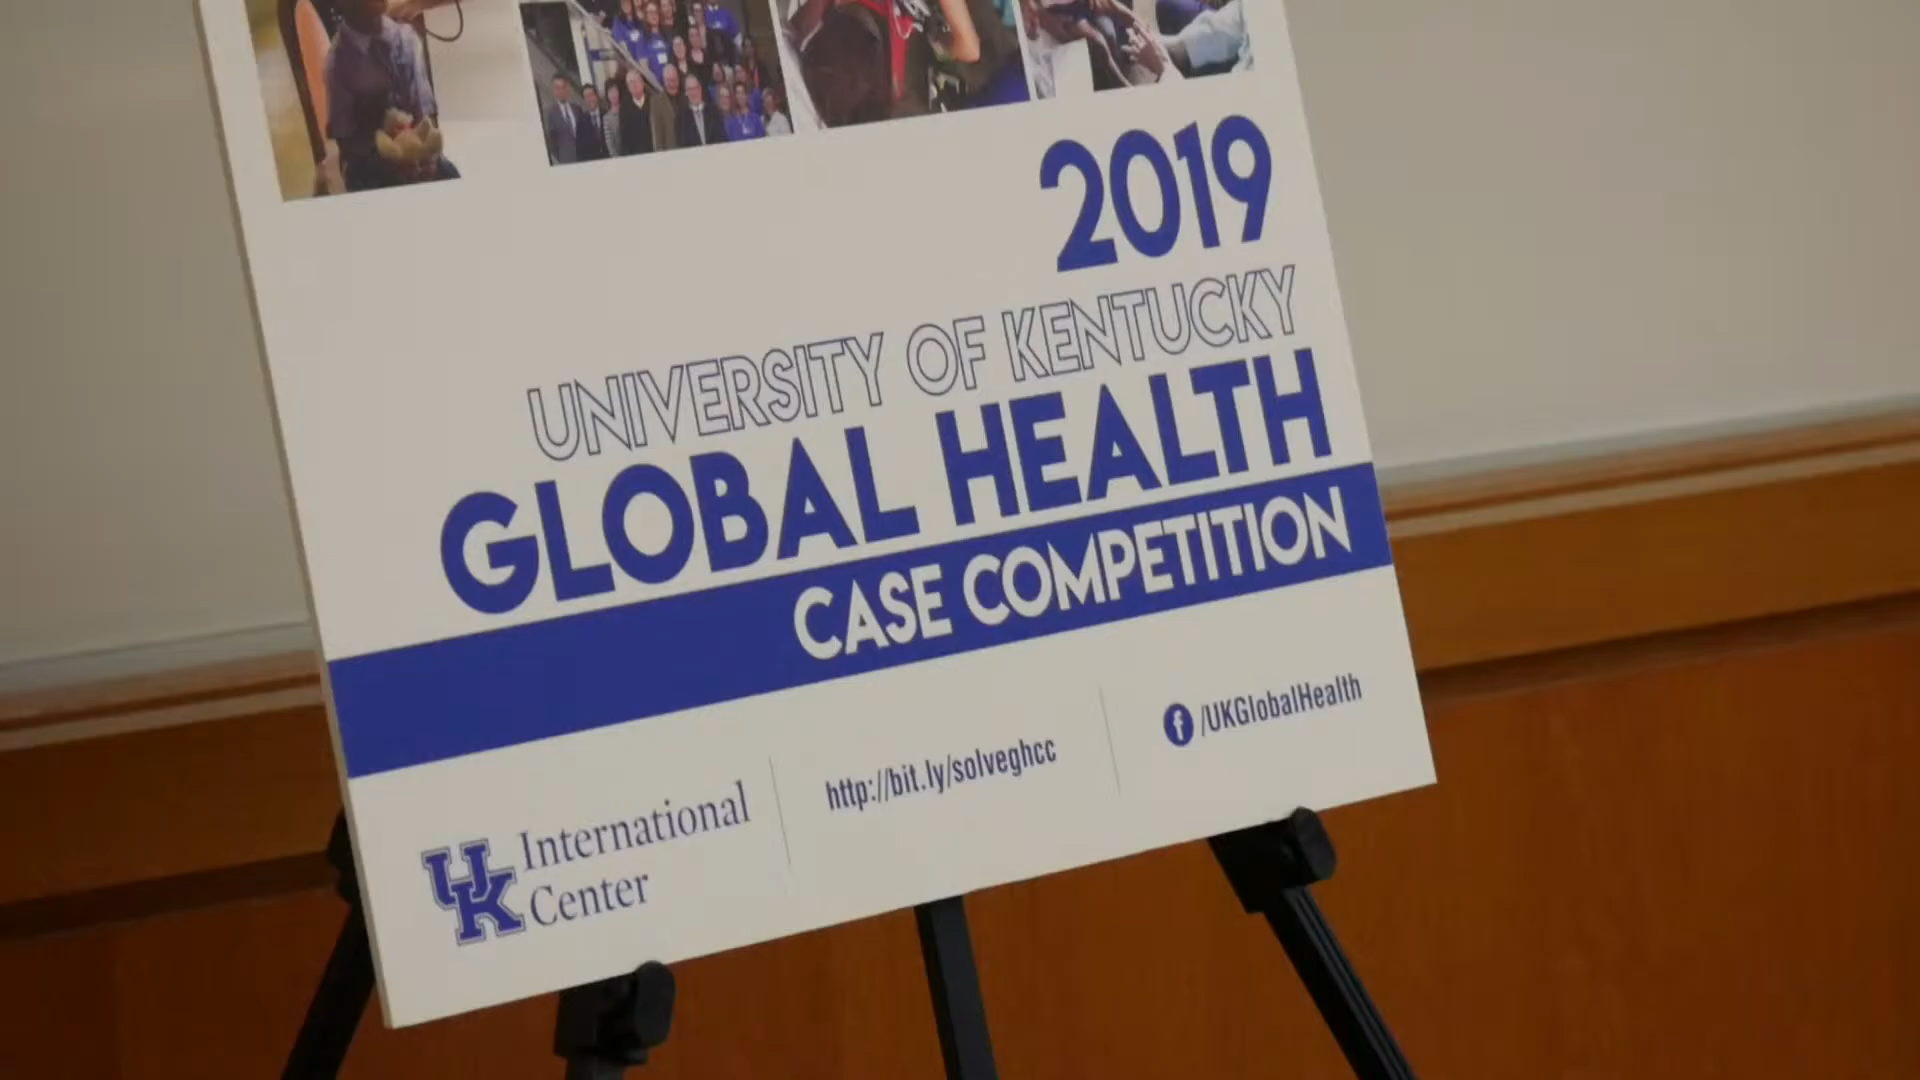 2019
UNIVERSITY OF KENTUCKY
GLOBAL HEALTH
CASE COMPETITION
UK International
Center
http://bit.ly/solveghcc
f /UKGlobalHealth